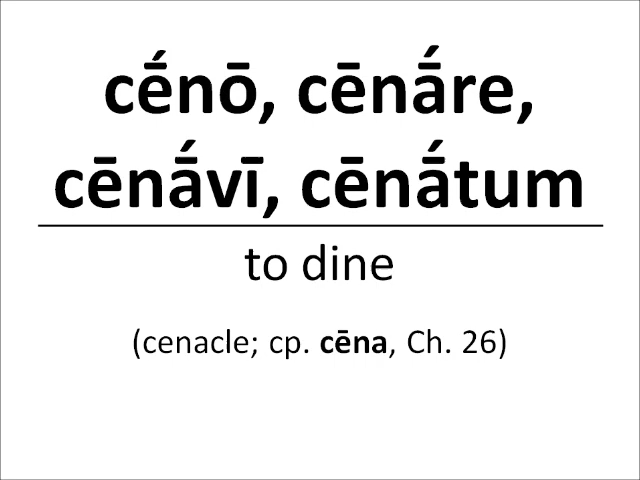 cḗnō, cēnā́re,
cēnā́vī, cēnā́tum
to dine
(cenacle; cp. cēna, Ch. 26)